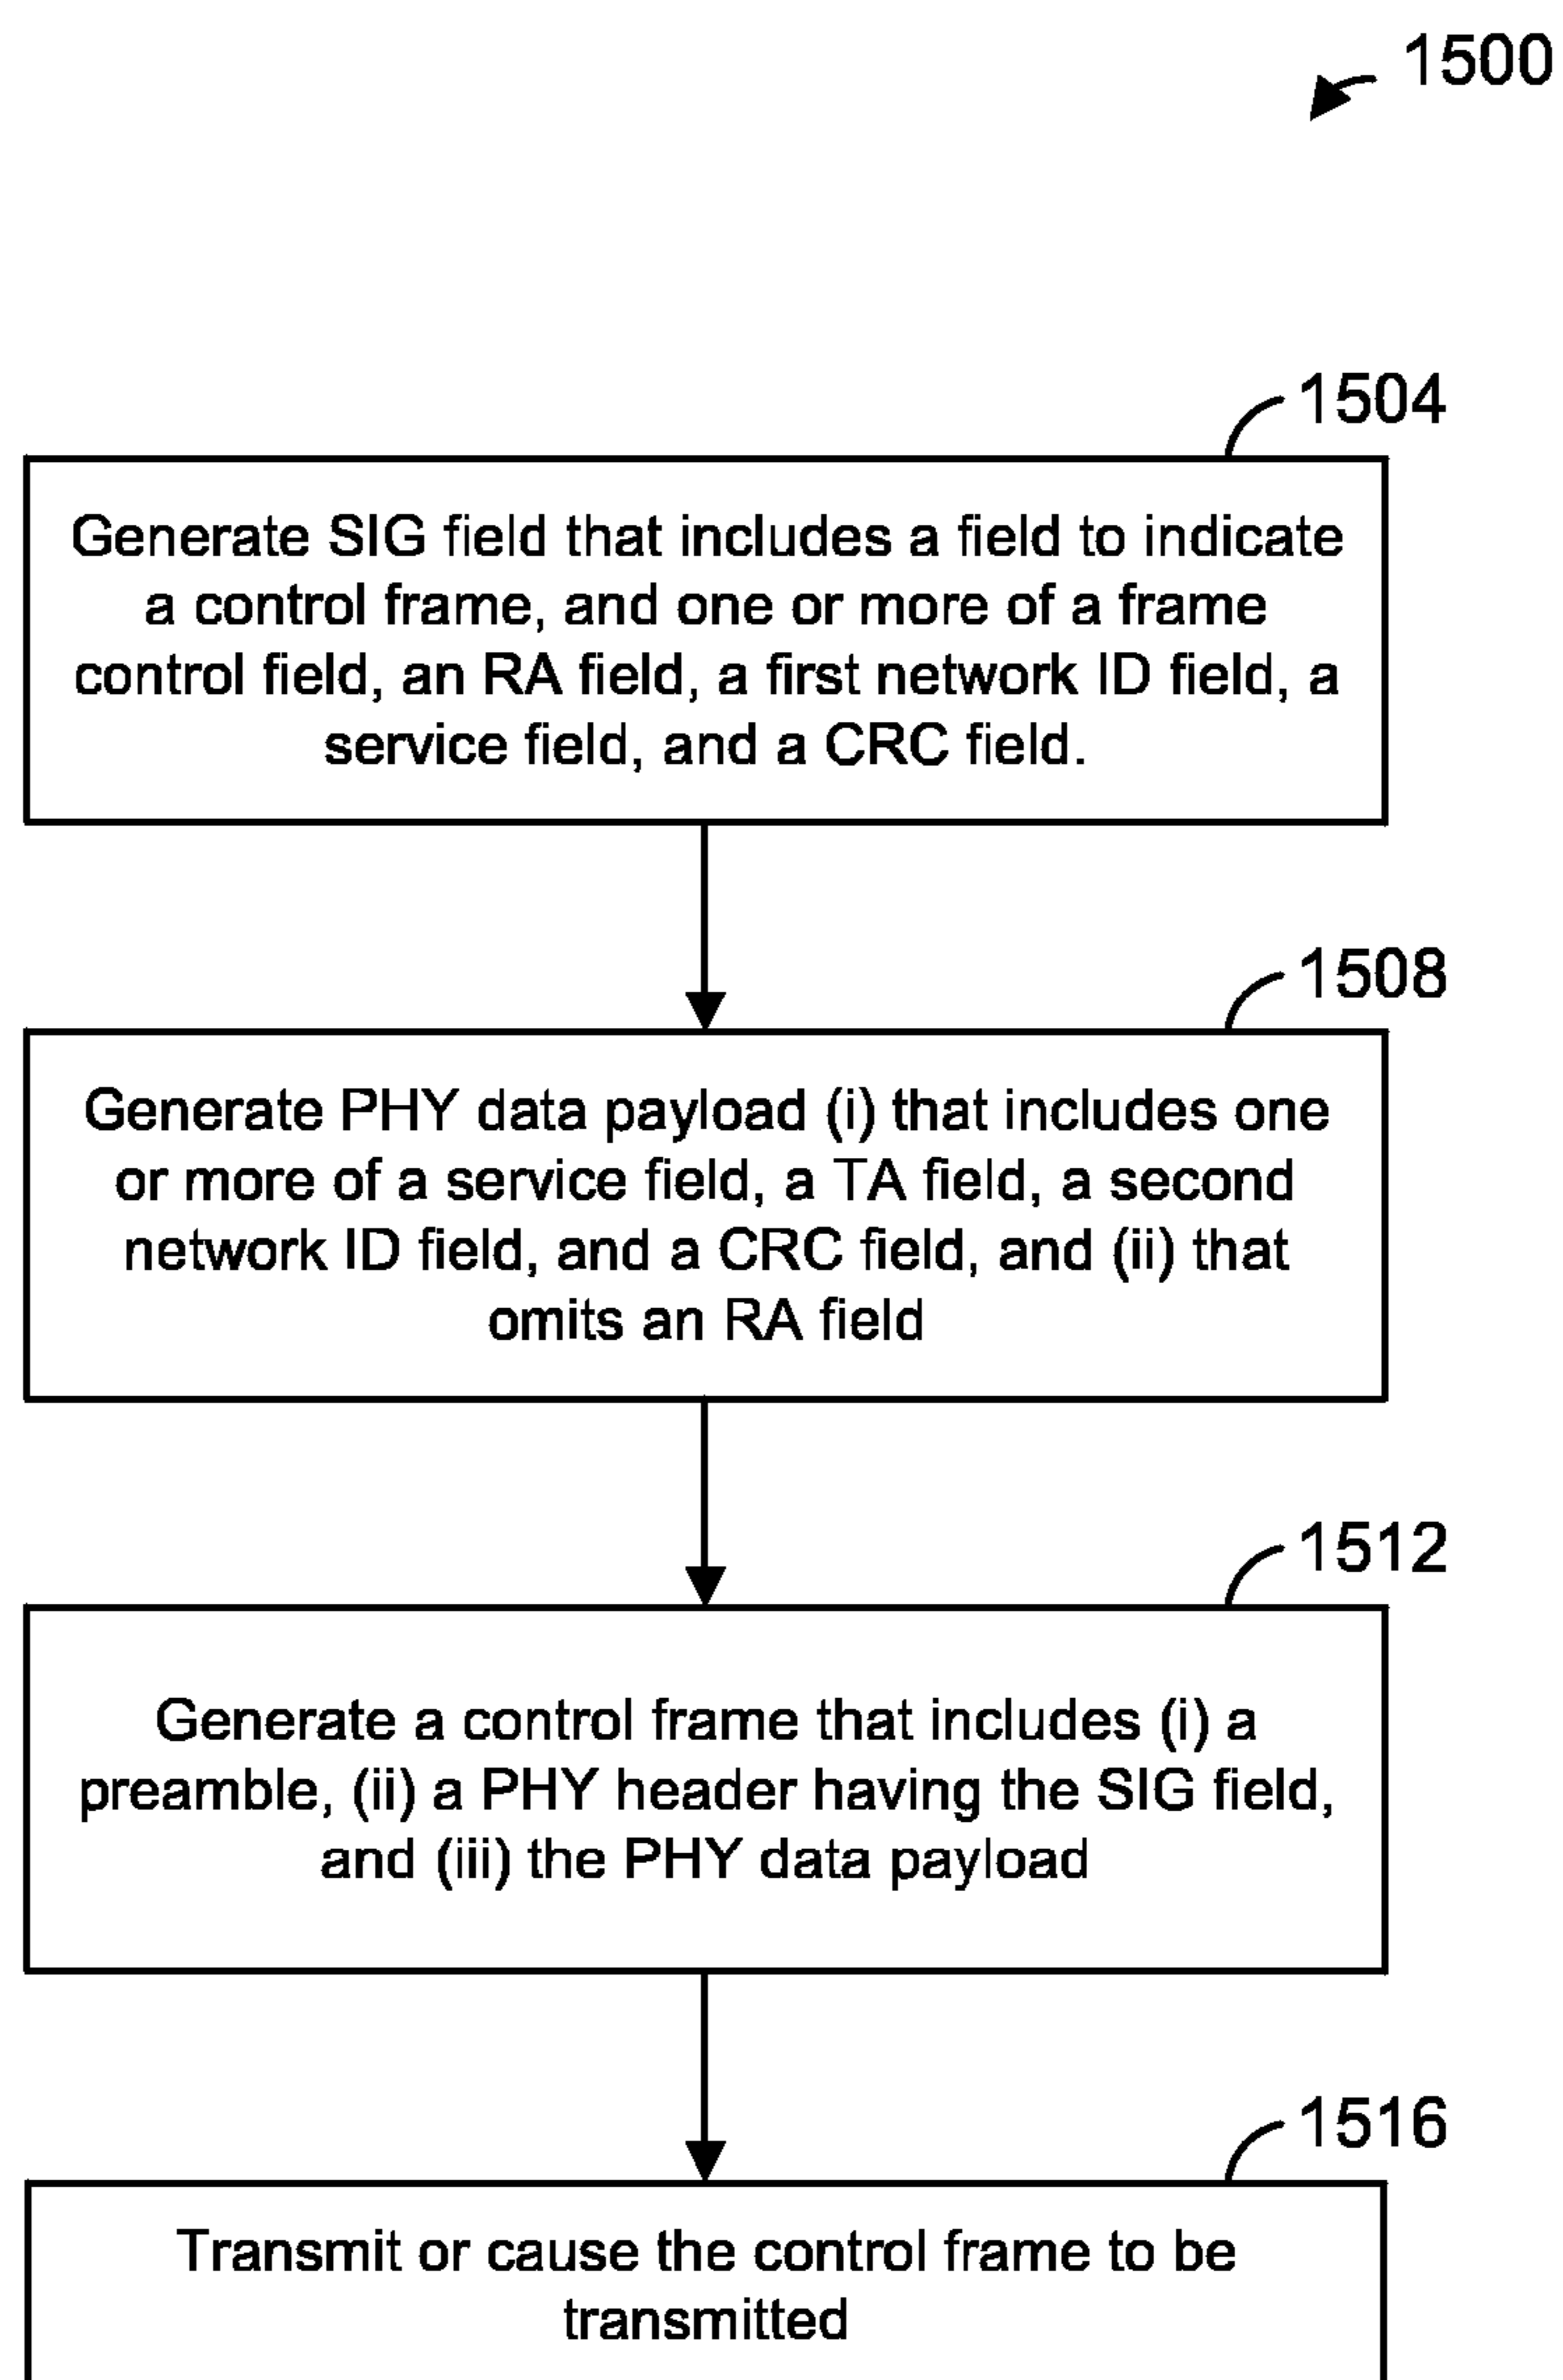 1500
1504
Generate SIG field that includes a field to indicate
a control frame, and one or more of a frame
control field, an RA field, a first network ID field, a
service field, and a CRC field.
1508
Generate PHY data payload (i) that includes one
or more of a service field, a TA field, a second
network ID field, and a CRC field, and (ii) that
omits an RA field
1512
Generate a control frame that includes (i) a
preamble, (ii) a PHY header having the SIG field,
and (iii) the PHY data payload
1516
Transmit or cause the control frame to be
transmitted